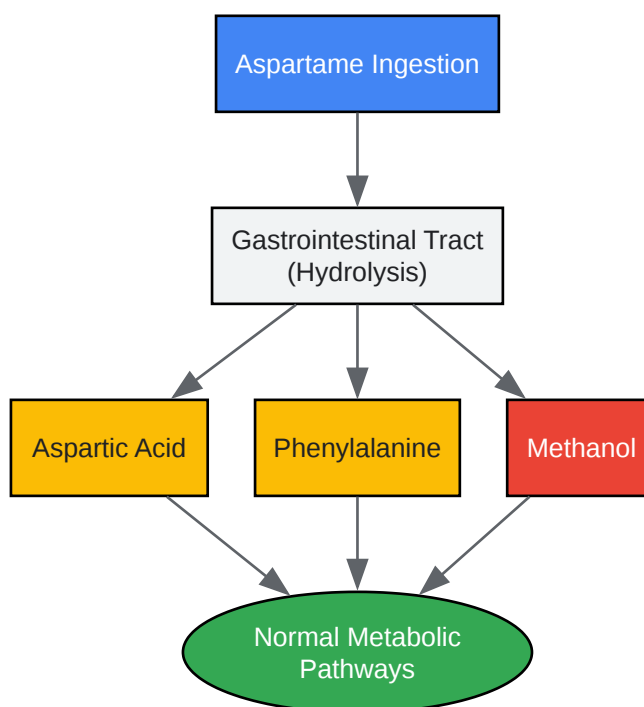 Aspartame Ingestion
Gastrointestinal Tract
(Hydrolysis)
Aspartic Acid
Phenylalanine
Methanol
Normal Metabolic
Pathways